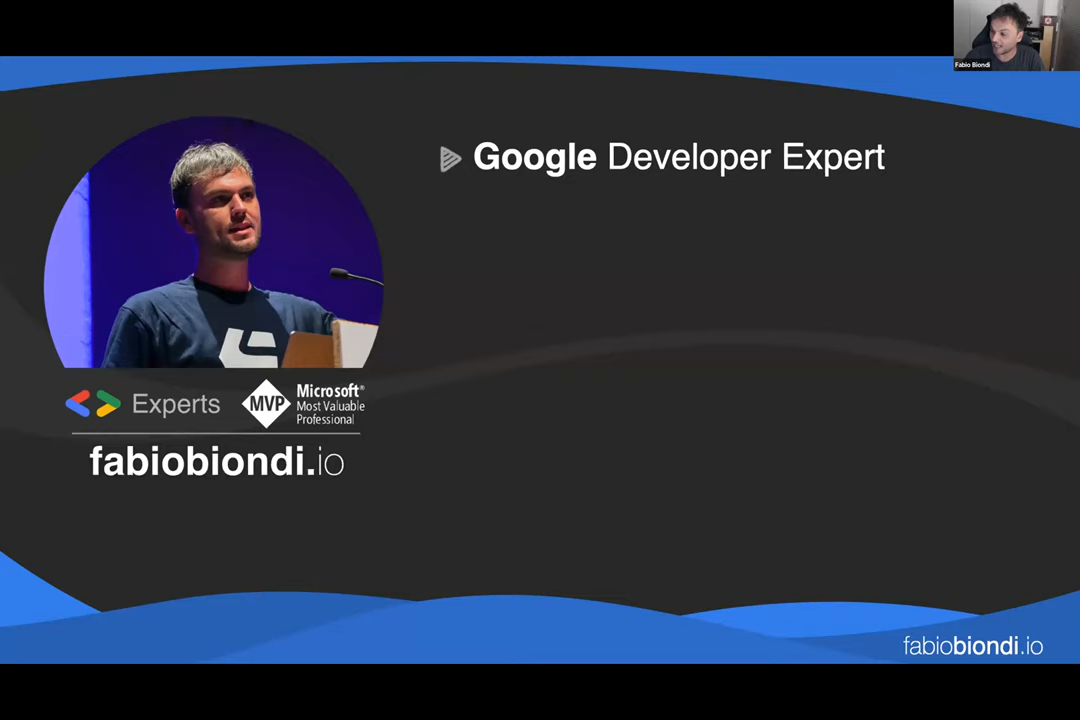 Fabio Biondi
Google Developer Expert
Experts
MVP
Microsoft®
Most Valuable
Professional
fabiobiondi.io
fabiobiondi.io